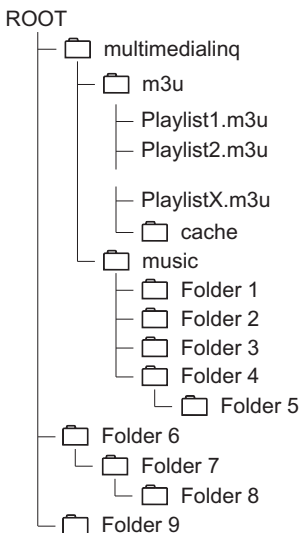 ROOT
multimedialinq
m3u
Playlist1.m3u
Playlist2.m3u
PlaylistX.m3u
cache
music
Folder 1
Folder 2
Folder 3
Folder 4
Folder 5
Folder 6
Folder 7
Folder 8
Folder 9